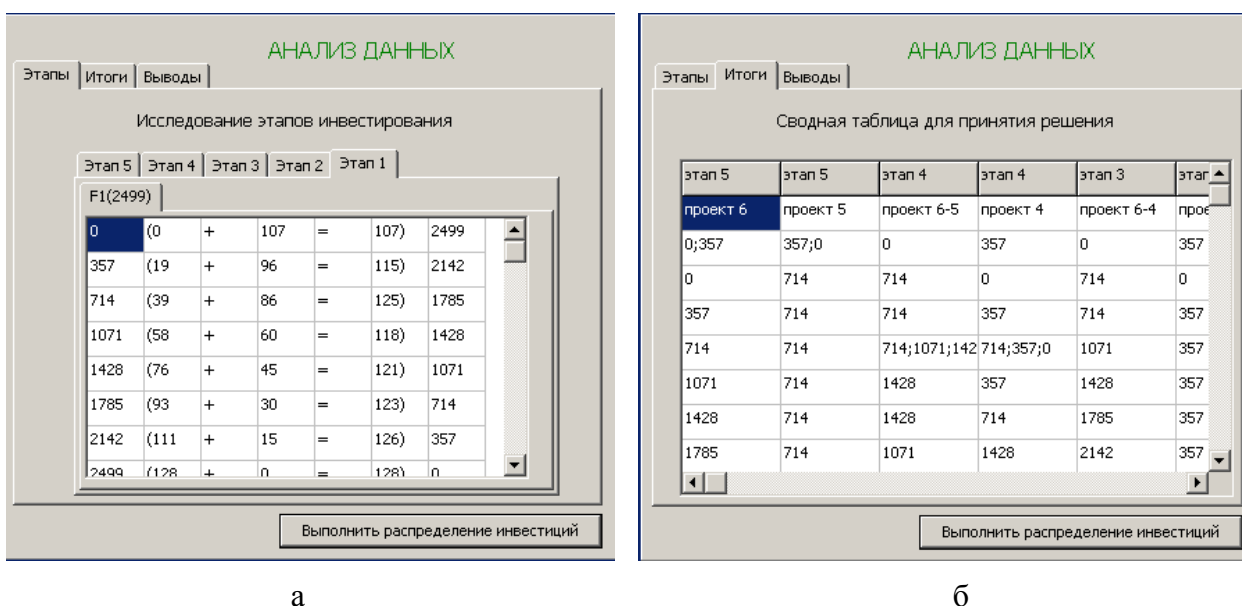 АНАЛИЗ ДАННЫХ
Этапы Итоги Выводы
Исследование этапов инвестирования
Этап 5 Этап 4 Этап 3 Этап 2 Этап 1
F1(2499)
0 (0 + 107 = 107) 2499
357 (19 + 96 = 115) 2142
714 (39 + 86 = 125) 1785
1071 (58 + 60 = 118) 1428
1428 (76 + 45 = 121) 1071
1785 (93 + 30 = 123) 714
2142 (111 + 15 = 126) 357
2499 (128 + 0 = 128) 0
Выполнить распределение инвестиций
а
АНАЛИЗ ДАННЫХ
Этапы Итоги Выводы
Сводная таблица для принятия решения
этап 5 этап 5 этап 4 этап 4 этап 3 этап
проект 6 проект 5 проект 6-5 проект 4 проект 6-4 прое
0;357 357;0 0 357 0 357
0 714 714 0 714 0
357 714 714 357 714 357
714 714 714;1071;142 714;357;0 1071 357
1071 714 1428 357 1428 357
1428 714 1428 714 1785 357
1785 714 1071 1428 2142 357
Выполнить распределение инвестиций
б